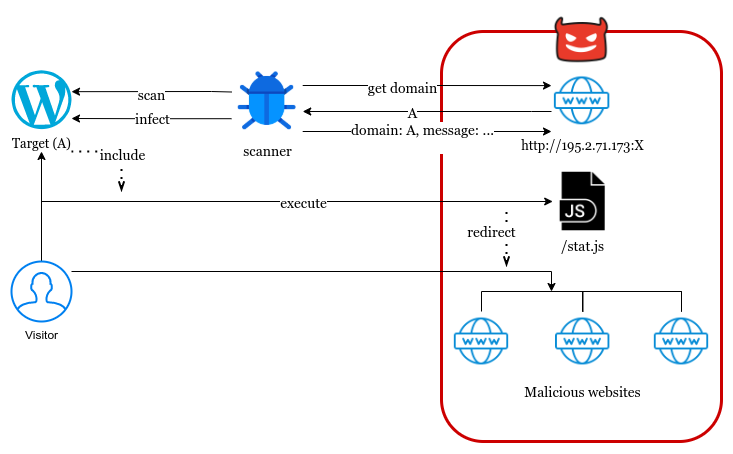 scan
get domain
WWW
A
infect
domain: A, message: ...
Target (A)
scanner
http://195.2.71.173:X
include
execute
JS
redirect
/stat.js
Visitor
WWW
WWW
WWW
Malicious websites